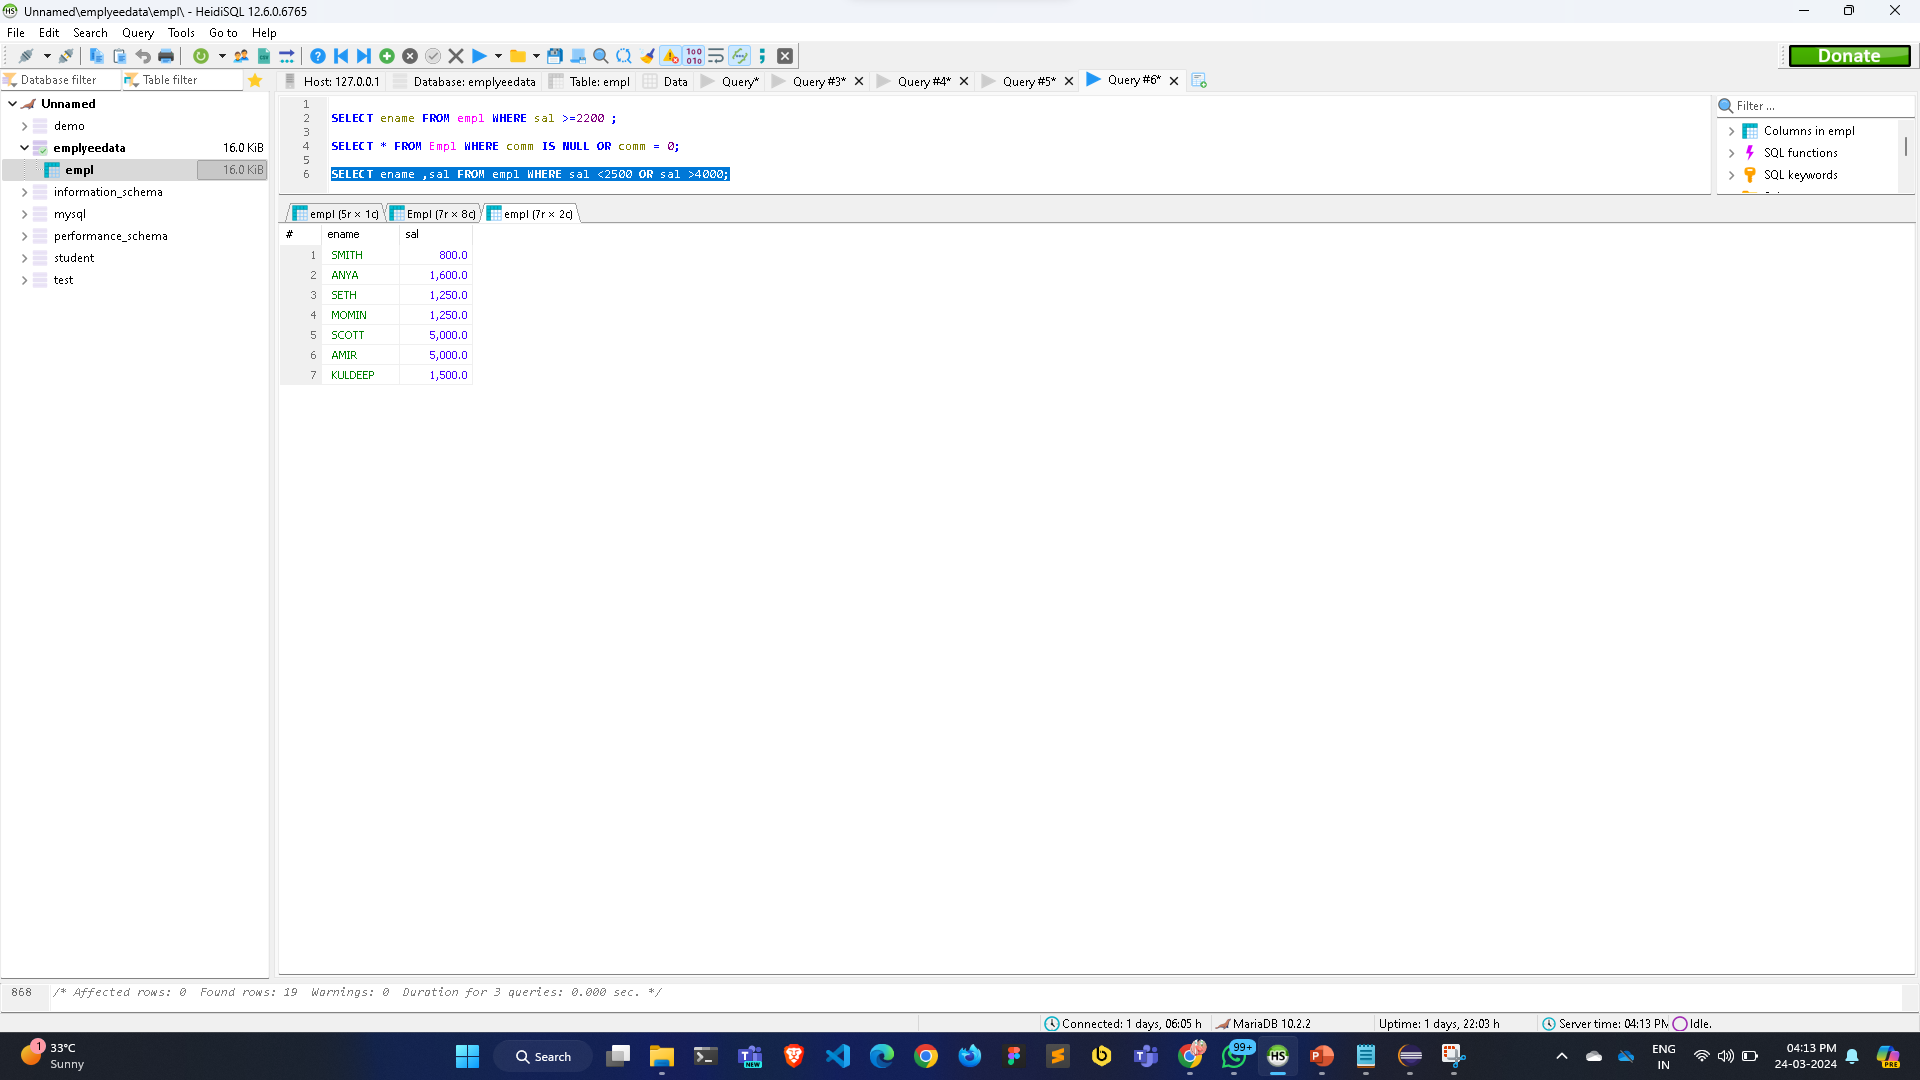 Unnamed\emplyeedata\empl\ - HeidiSQL 12.6.0.6765
File Edit Search Query Tools Go to Help
Donate
Database filter Table filter
Host: 127.0.0.1 Database: emplyeedata Table: empl Data Query* Query #3* Query #4* Query #5* Query #6*
Unnamed
demo
emplyeedata 16.0 KiB
empl 16.0 KiB
information_schema
mysql
performance_schema
student
test
1
2 SELECT ename FROM empl WHERE sal >=2200 ;
3
4 SELECT * FROM Empl WHERE comm IS NULL OR comm = 0;
5
6 SELECT ename ,sal FROM empl WHERE sal <2500 OR sal >4000;
Filter ...
Columns in empl
SQL functions
SQL keywords
empl (5r × 1c) Empl (7r × 8c) empl (7r × 2c)
# ename sal
1 SMITH 800.0
2 ANYA 1,600.0
3 SETH 1,250.0
4 MOMIN 1,250.0
5 SCOTT 5,000.0
6 AMIR 5,000.0
7 KULDEEP 1,500.0
868 /* Affected rows: 0 Found rows: 19 Warnings: 0 Duration for 3 queries: 0.000 sec. */
Connected: 1 days, 06:05 h MariaDB 10.2.2 Uptime: 1 days, 22:03 h Server time: 04:13 PM Idle.
1 33°C
Sunny
Search
NEW
99+
HS
ENG
IN
04:13 PM
24-03-2024
PRE